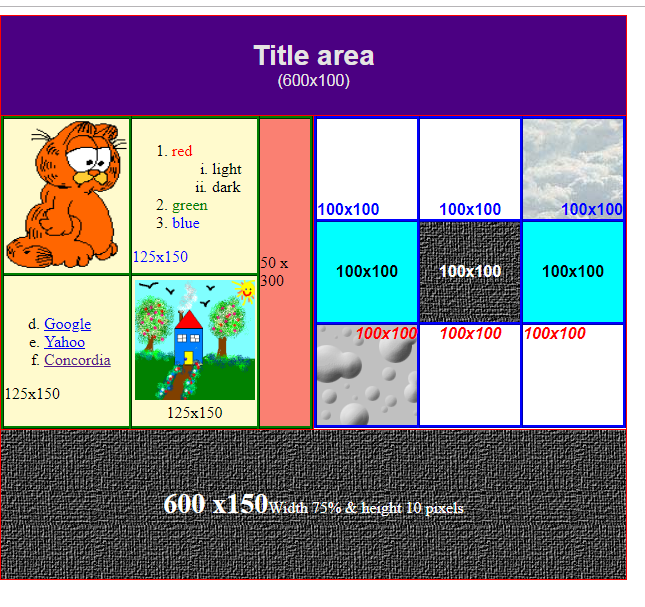 Title area
(600x100)
1. red
i. light
ii. dark
2. green
3. blue
125x150
50 x
300
d. Google
e. Yahoo
f. Concordia
125x150
125x150
100x100
100x100
100x100
100x100
100x100
100x100
100x100
100x100
100x100
600 x150Width 75% & height 10 pixels